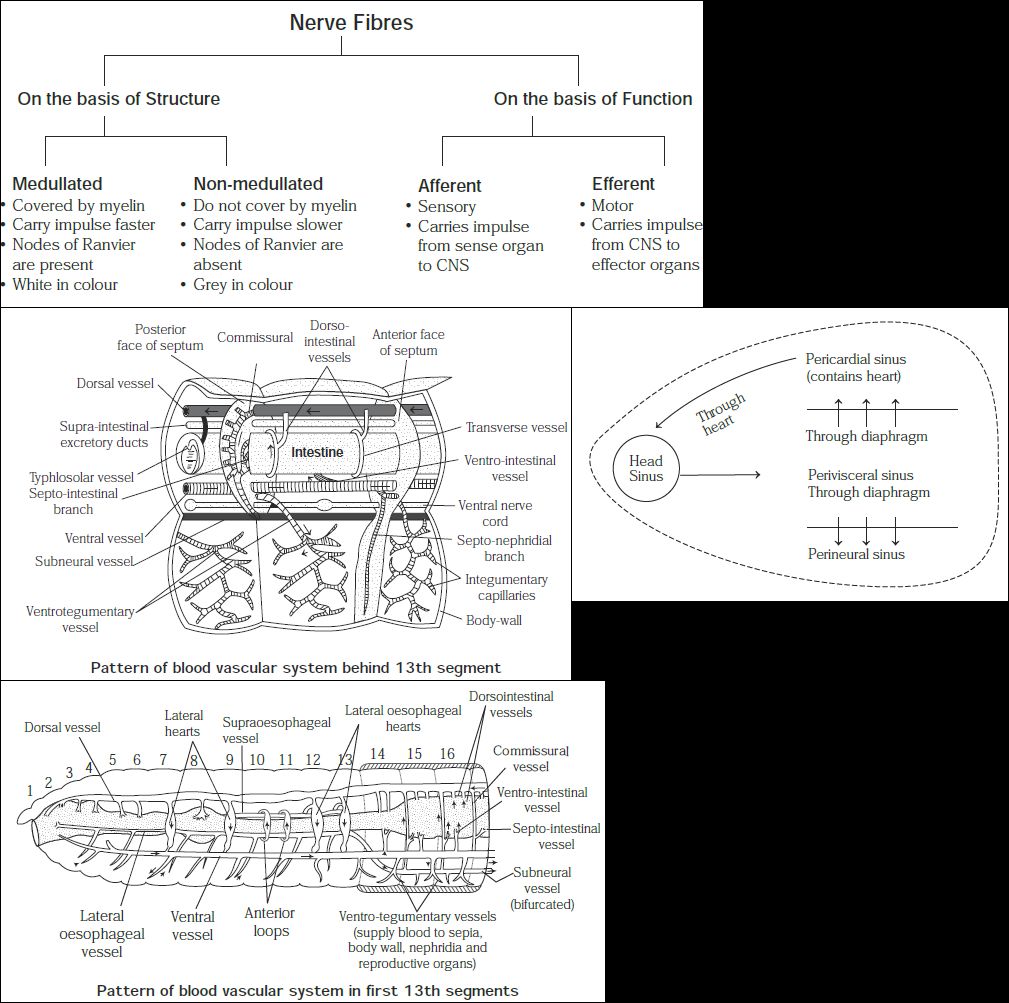 Nerve Fibres
On the basis of Structure
On the basis of Function
Medullated
• Covered by myelin
• Carry impulse faster
• Nodes of Ranvier
are present
• White in colour
Non-medullated
• Do not cover by myelin
• Carry impulse slower
• Nodes of Ranvier are
absent
• Grey in colour
Afferent
• Sensory
• Carries impulse
from sense organ
to CNS
Efferent
• Motor
• Carries impulse
from CNS to
effector organs
Posterior
face of septum
Commissural
Dorso-
intestinal
vessels
Anterior face
of septum
Dorsal vessel
Supra-intestinal
excretory ducts
Typhlosolar vessel
Septo-intestinal
branch
Ventral vessel
Subneural vessel
Ventrotegumentary
vessel
Intestine
Transverse vessel
Ventro-intestinal
vessel
Ventral nerve
cord
Septo-nephridial
branch
Integumentary
capillaries
Body-wall
Pattern of blood vascular system behind 13th segment
Pericardial sinus
(contains heart)
Through
heart
Through diaphragm
Head
Sinus
Perivisceral sinus
Through diaphragm
Perineural sinus
Dorsal vessel
Lateral
hearts
Supraoesophageal
vessel
Lateral oesophageal
hearts
Dorsointestinal
vessels
1 2 3 4 5 6 7 8 9 10 11 12 13 14 15 16
Commissural
vessel
Ventro-intestinal
vessel
Septo-intestinal
vessel
Subneural
vessel
(bifurcated)
Lateral
oesophageal
vessel
Ventral
vessel
Anterior
loops
Ventro-tegumentary vessels
(supply blood to sepia,
body wall, nephridia and
reproductive organs)
Pattern of blood vascular system in first 13th segments